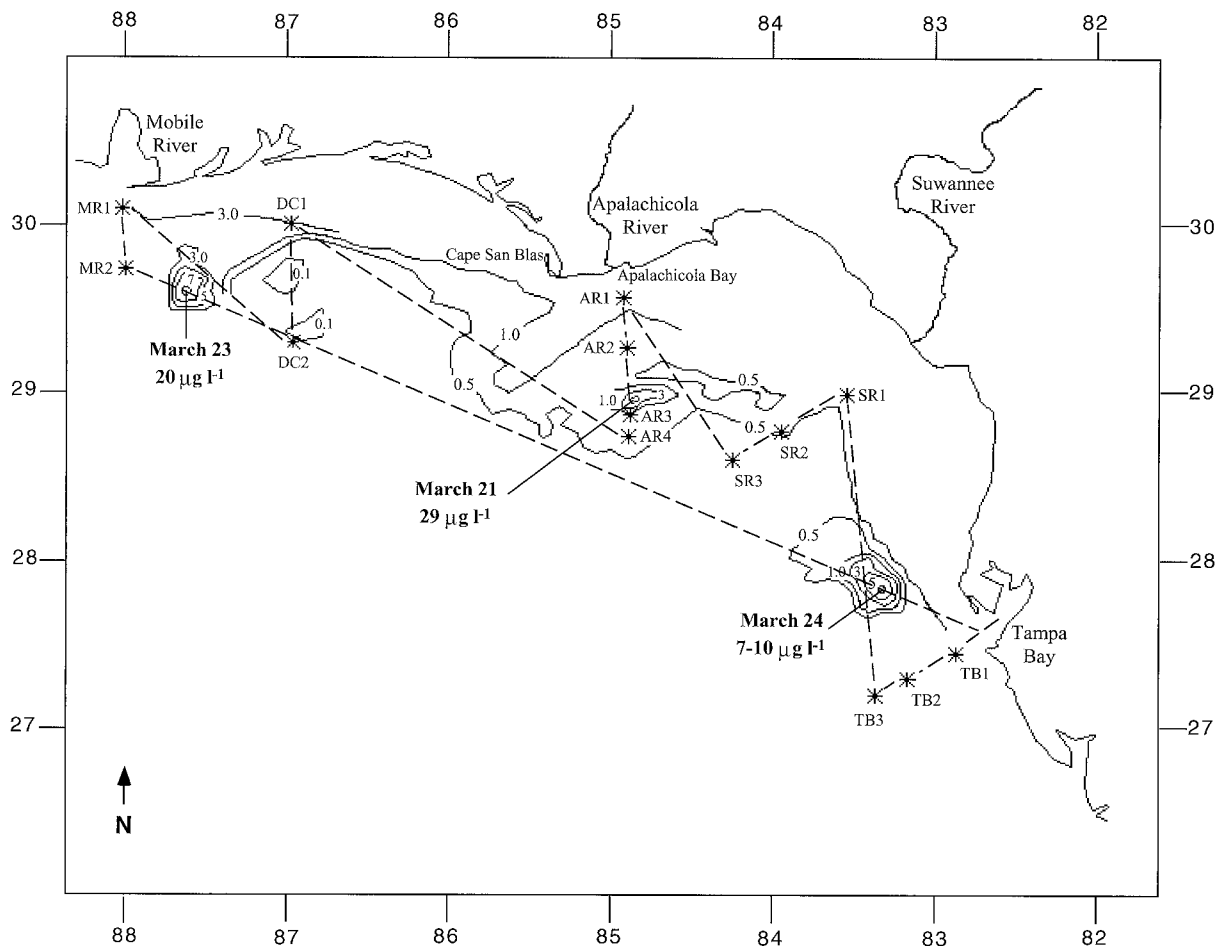 88 87 86 85 84 83 82
Mobile
River
Suwannee
River
Apalachicola
River
MR1
DC1
3.0
30
30
Cape San Blas
Apalachicola Bay
MR2
3.0
0.1
7
5
AR1
0.1
1.0
March 23
20 µg l-1
DC2
AR2
29
0.5
0.5
29
1.0
5
3
SR1
AR3
0.5
AR4
SR2
SR3
March 21
29 µg l-1
0.5
28
28
1.0
3
March 24
7-10 µg l-1
Tampa
Bay
TB1
TB2
TB3
27
27
N
88 87 86 85 84 83 82